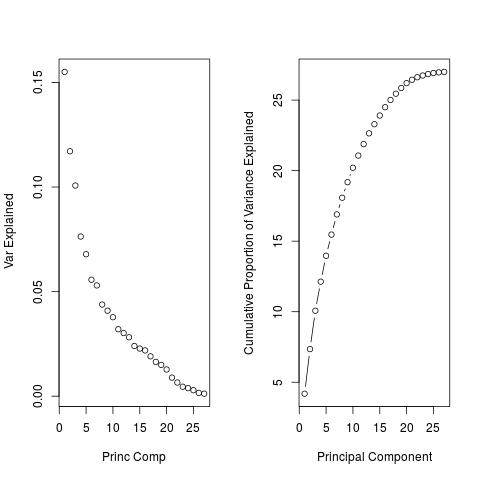 Var Explained
0.15
0.10
0.05
0.00
0 5 10 15 20 25
Princ Comp
Cumulative Proportion of Variance Explained
25
20
15
10
5
0 5 10 15 20 25
Principal Component